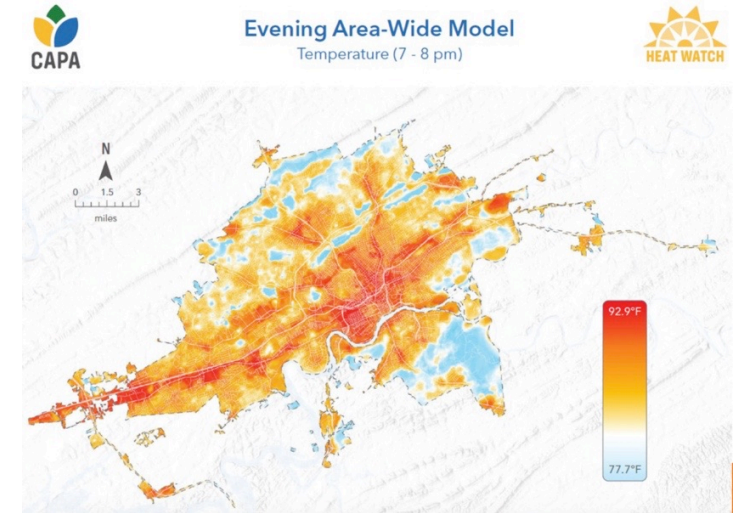 CAPA
Evening Area-Wide Model
Temperature (7 - 8 pm)
HEAT WATCH
N
0 1.5 3
miles
92.9°F
77.7°F